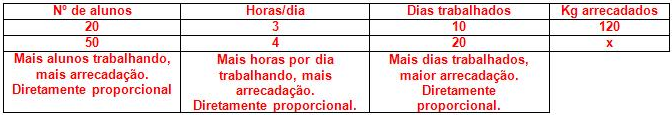 Nº de alunos Horas/dia Dias trabalhados Kg arrecadados
20 3 10 120
50 4 20 x
Mais alunos trabalhando,
mais arrecadação.
Diretamente proporcional
Mais horas por dia
trabalhando, mais
arrecadação.
Diretamente proporcional.
Mais dias trabalhados,
maior arrecadação.
Diretamente
proporcional.